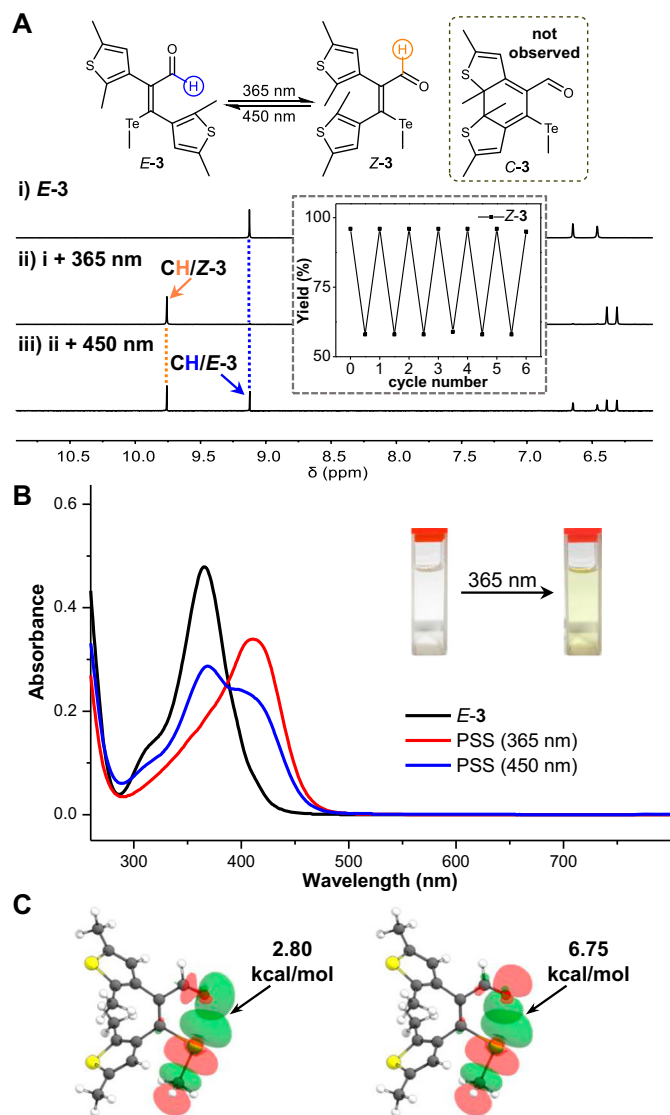 A
S
O
H
S
Te
E-3
365 nm
450 nm
S
H
O
S
Te
Z-3
not
observed
S
O
S
Te
C-3
i) E-3
ii) i + 365 nm
CH/Z-3
iii) ii + 450 nm
CH/E-3
Yield (%)
100
75
50
Z-3
0 1 2 3 4 5 6
cycle number
10.5 10.0 9.5 9.0 8.5 8.0 7.5 7.0 6.5
δ (ppm)
B
Absorbance
0.6
0.4
0.2
0.0
365 nm
E-3
PSS (365 nm)
PSS (450 nm)
300 400 500 600 700
Wavelength (nm)
C
2.80
kcal/mol
6.75
kcal/mol